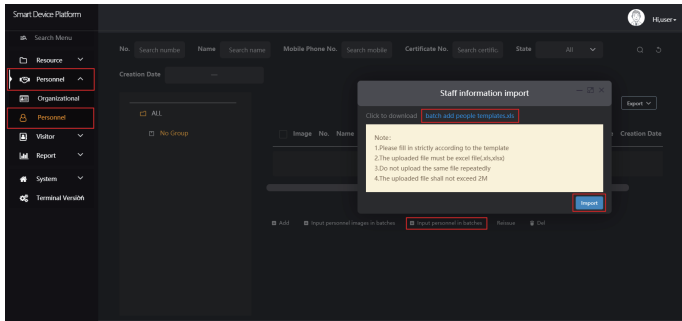 Smart Device Platform
Hi,user
Search Menu
Resource
Personnel
Organizational
Personnel
Visitor
Report
System
Terminal Version
No. Search numbe Name Search name Mobile Phone No. Search mobile Certificate No. Search certific. State All
Creation Date —
ALL
No Group
Export
Image No. Name Creation Data
Staff information import
Click to download batch add people templates.xls
Note:
1.Please fill in strictly according to the template
2.The uploaded file must be excel file(.xls,xlsx)
3.Do not upload the same file repeatedly
4.The uploaded file shall not exceed 2M
Import
Add Input personnel images in batches Input personnel in batches Reissue Del